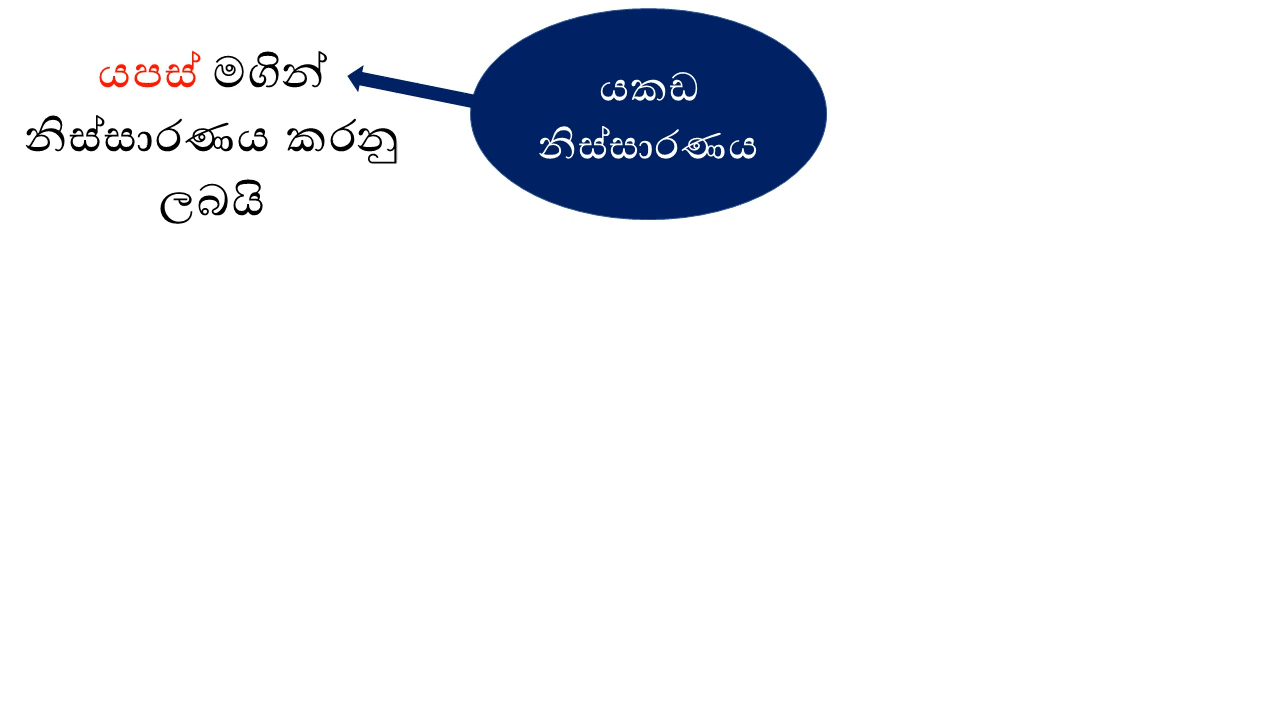 යපස් මගින්
නිස්සාරණය කරනු
ලබයි
යකඩ
නිස්සාරණය